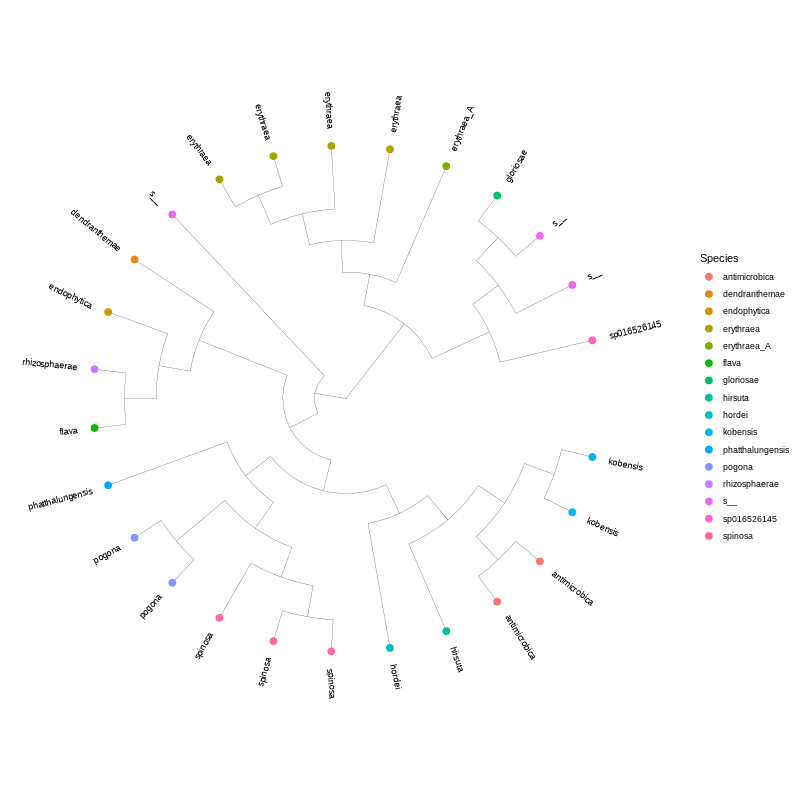 erythraea
erythraea
erythraea
erythraea
erythraea_A
gloriosae
s__
s__
sp016526145
s__
dendranthemae
endophytica
rhizosphaerae
flava
phatthalungensis
pogona
pogona
spinosa
spinosa
spinosa
hordei
hirsuta
antimicrobica
antimicrobica
kobensis
kobensis
Species
antimicrobica
dendranthemae
endophytica
erythraea
erythraea_A
flava
gloriosae
hirsuta
hordei
kobensis
phatthalungensis
pogona
rhizosphaerae
s__
sp016526145
spinosa